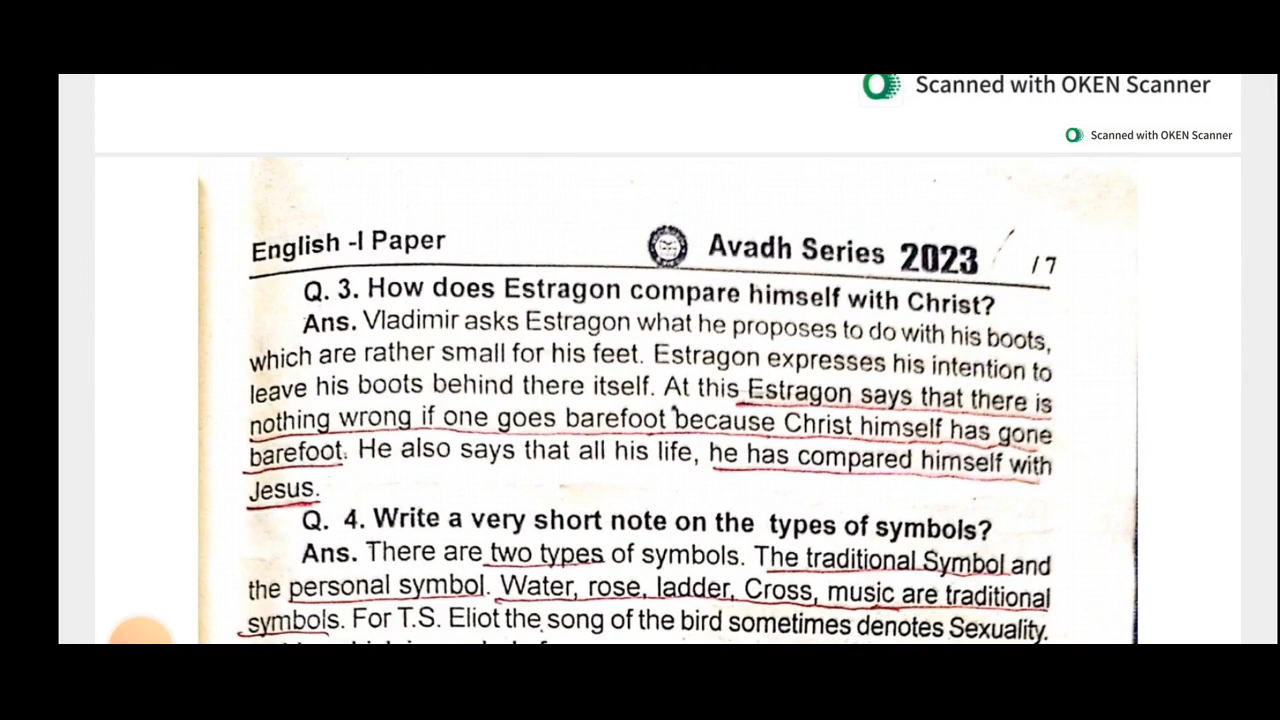 Scanned with OKEN Scanner
Scanned with OKEN Scanner
English -I Paper Avadh Series 2023 17
Q. 3. How does Estragon compare himself with Christ?
Ans. Vladimir asks Estragon what he proposes to do with his boots,
which are rather small for his feet. Estragon expresses his intention to
leave his boots behind there itself. At this Estragon says that there is
nothing wrong if one goes barefoot because Christ himself has gone
barefoot. He also says that all his life, he has compared himself with
Jesus.
Q. 4. Write a very short note on the types of symbols?
Ans. There are two types of symbols. The traditional Symbol and
the personal symbol. Water, rose, ladder, Cross, music are traditional
symbols. For T.S. Eliot the song of the bird sometimes denotes Sexuality.